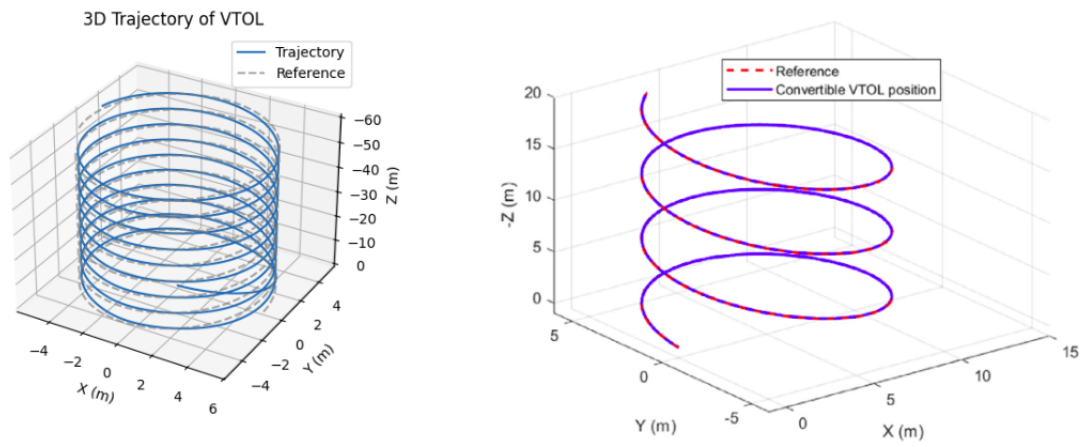 3D Trajectory of VTOL
Trajectory
Reference
−60
−50
−40
−30
−20
−10
0
Z (m)
−4
−2
0
2
4
6
X (m)
−4
−2
0
2
4
Y (m)
Reference
Convertible VTOL position
20
15
10
5
0
-Z (m)
5
0
-5
Y (m)
0
5
10
15
X (m)